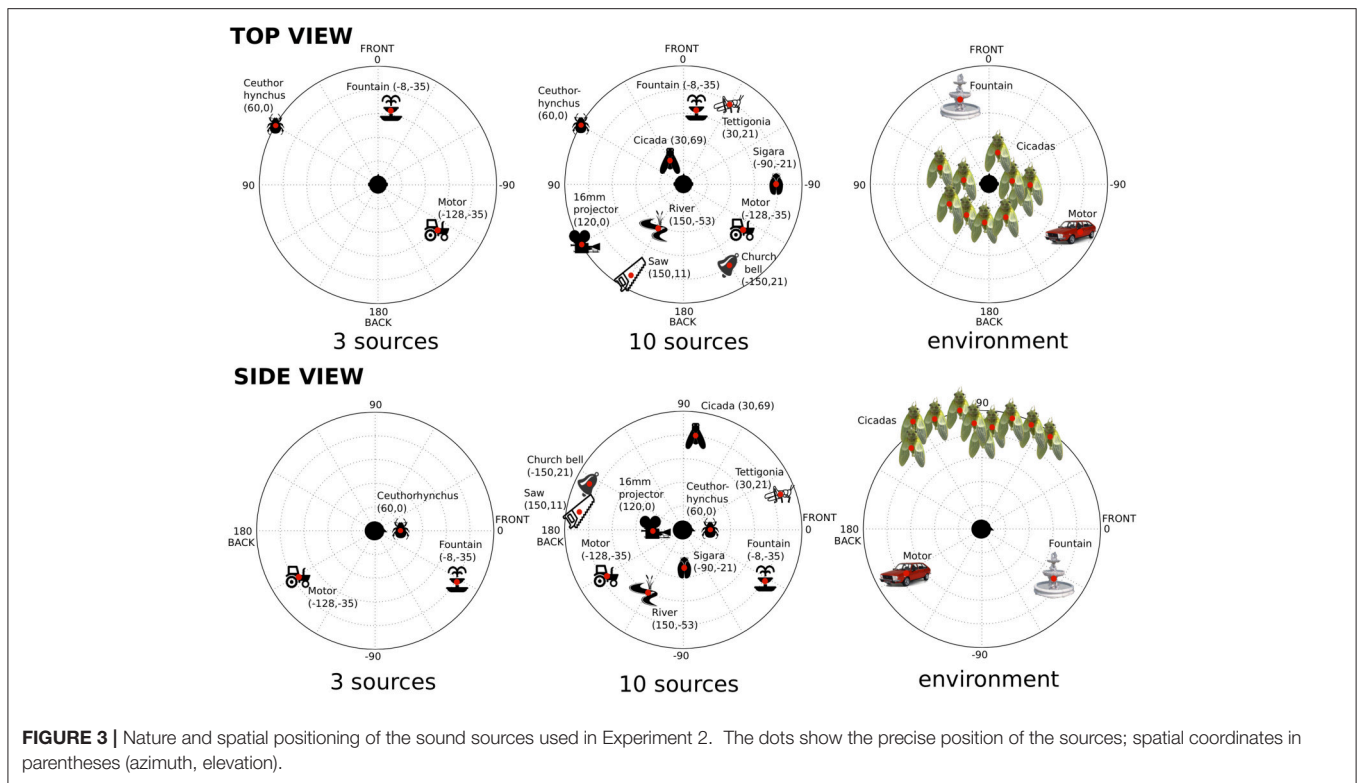 TOP VIEW
FRONT
0
Ceuthor
hynchus
(60,0)
Fountain (-8,-35)
90
-90
Motor
(-128,-35)
180
BACK
3 sources
FRONT
0
Ceuthor-
hynchus
(60,0)
Fountain (-8,-35)
Tettigonia
(30,21)
Cicada (30,69)
Sigara
(-90,-21)
90
-90
16mm
projector
(120,0)
River
(150,-53)
Motor
(-128,-35)
Saw
(150,11)
Church
bell
(-150,21)
180
BACK
10 sources
FRONT
0
Fountain
Cicadas
90
-90
Motor
180
BACK
environment
SIDE VIEW
90
Ceuthorhynchus
(60,0)
180
BACK
FRONT
0
Fountain
(-8,-35)
Motor
(-128,-35)
-90
3 sources
90
Cicada (30,69)
Church bell
(-150,21)
Saw
(150,11)
16mm
projector
(120,0)
Ceuthor-
hynchus
(60,0)
Tettigonia
(30,21)
180
BACK
FRONT
0
Motor
(-128,-35)
Sigara
(-90,-21)
Fountain
(-8,-35)
River
(150,-53)
-90
10 sources
90
Cicadas
180
BACK
FRONT
0
Motor
Fountain
-90
environment
FIGURE 3 | Nature and spatial positioning of the sound sources used in Experiment 2. The dots show the precise position of the sources; spatial coordinates in
parentheses (azimuth, elevation).